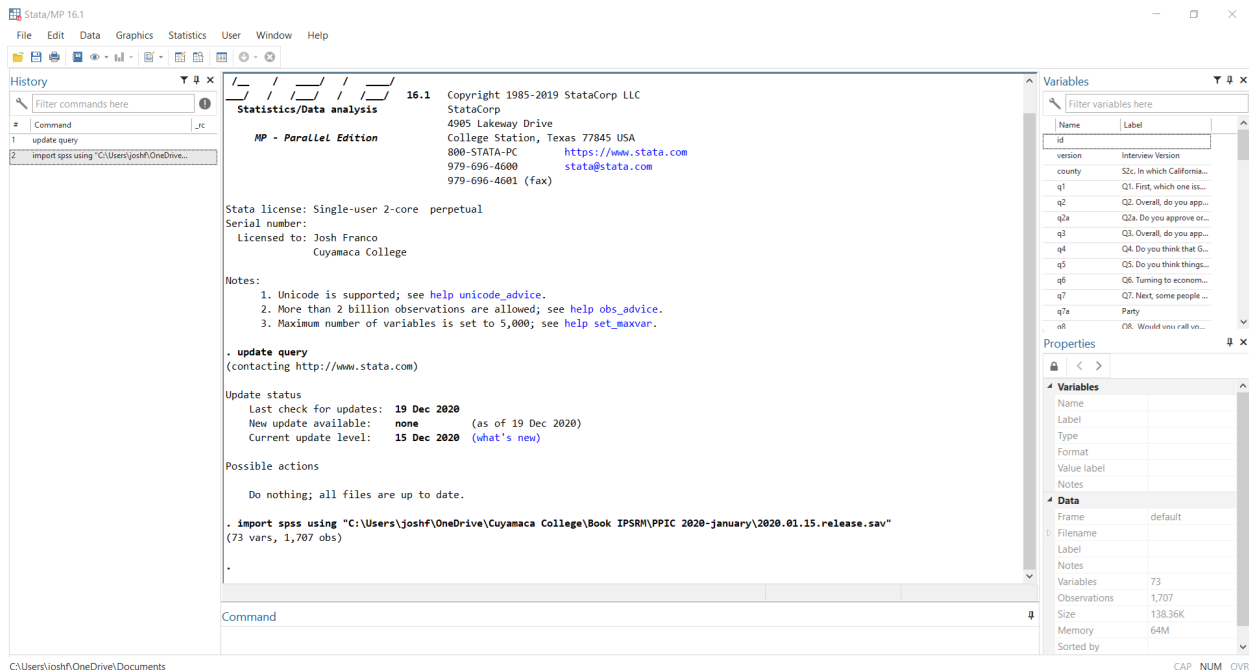 Stata/MP 16.1
File Edit Data Graphics Statistics User Window Help
History
Filter commands here
# Command _rc
1 update query
2 import spss using "C:\Users\joshf\OneDrive...
16.1 Copyright 1985-2019 StataCorp LLC
Statistics/Data analysis StataCorp
4905 Lakeway Drive
MP - Parallel Edition College Station, Texas 77845 USA
800-STATA-PC https://www.stata.com
979-696-4600 stata@stata.com
979-696-4601 (fax)
Stata license: Single-user 2-core perpetual
Serial number:
Licensed to: Josh Franco
Cuyamaca College
Notes:
1. Unicode is supported; see help unicode_advice.
2. More than 2 billion observations are allowed; see help obs_advice.
3. Maximum number of variables is set to 5,000; see help set_maxvar.
. update query
(contacting http://www.stata.com)
Update status
Last check for updates: 19 Dec 2020
New update available: none (as of 19 Dec 2020)
Current update level: 15 Dec 2020 (what's new)
Possible actions
Do nothing; all files are up to date.
. import spss using "C:\Users\joshf\OneDrive\Cuyamaca College\Book IPSRM\PPIC 2020-january\2020.01.15.release.sav"
(73 vars, 1,707 obs)
.
Command
Variables
Filter variables here
Name Label
id
version Interview Version
county S2c. In which California...
q1 Q1. First, which one iss...
q2 Q2. Overall, do you app...
q2a Q2a. Do you approve or...
q3 Q3. Overall, do you app...
q4 Q4. Do you think that G...
q5 Q5. Do you think things...
q6 Q6. Turning to econom...
q7 Q7. Next, some people ...
q7a Party
q8 Q8. Would you call yo...
Properties
Variables
Name
Label
Type
Format
Value label
Notes
Data
Frame default
Filename
Label
Notes
Variables 73
Observations 1,707
Size 138.36K
Memory 64M
Sorted by
C:\Users\joshf\OneDrive\Documents
CAP NUM OVR